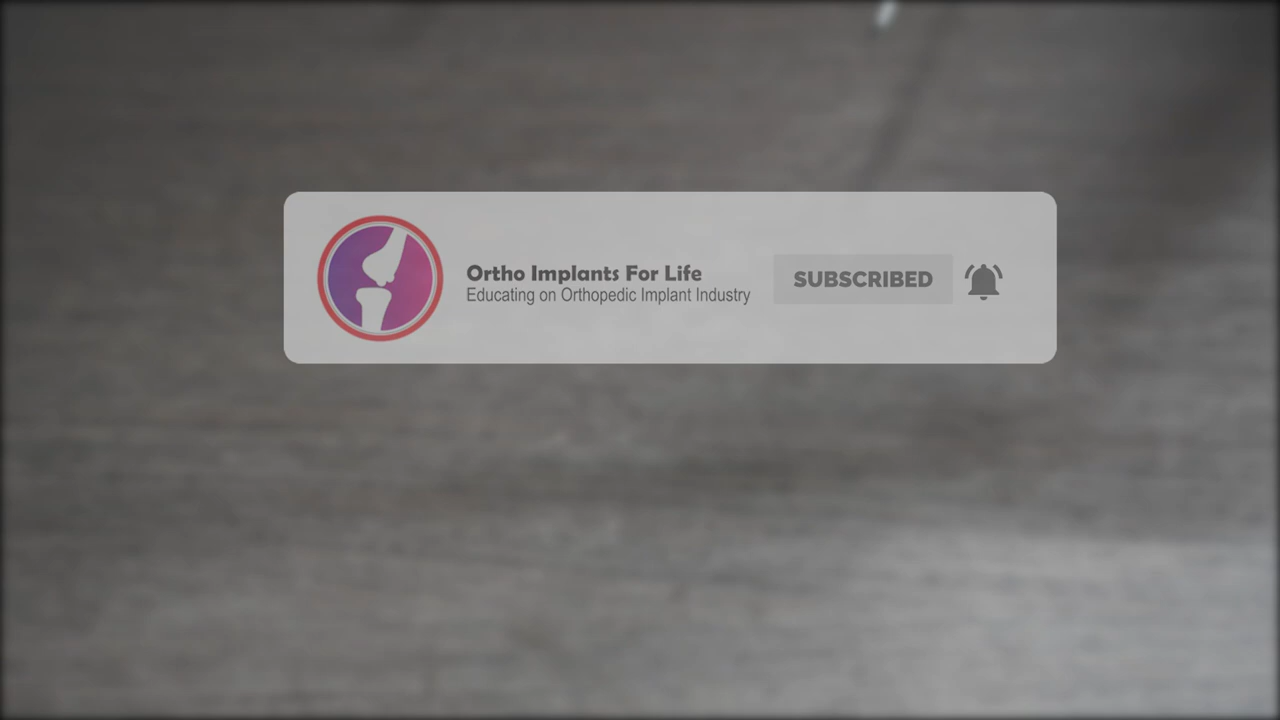 Ortho Implants For Life
Educating on Orthopedic Implant Industry
SUBSCRIBED